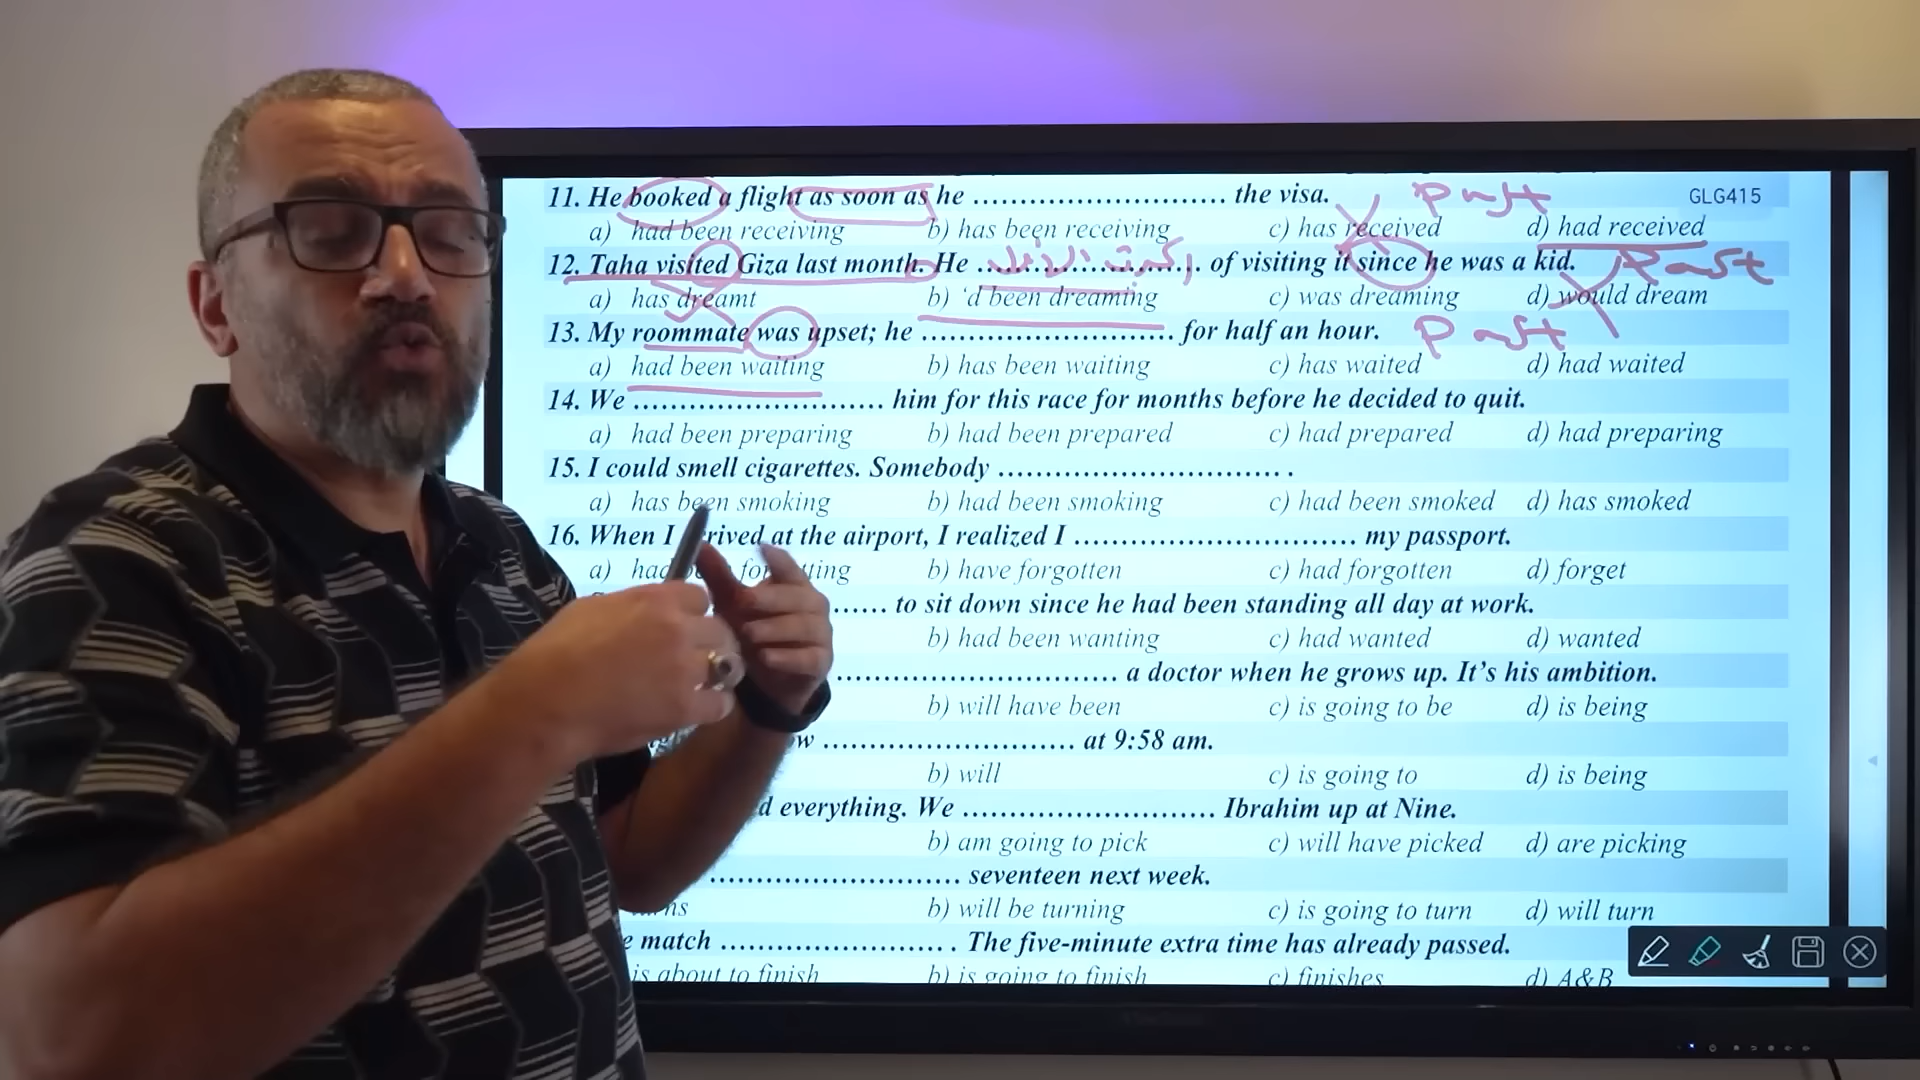 11. He booked a flight as soon as he ........................... the visa. past GLG415
a) had been receiving b) has been receiving c) has received d) had received
12. Taha visited Giza last month. He ........................ of visiting it since he was a kid. past
a) has dreamt b) 'd been dreaming c) was dreaming d) would dream
13. My roommate was upset; he ........................... for half an hour. past
a) had been waiting b) has been waiting c) has waited d) had waited
14. We ........................... him for this race for months before he decided to quit.
a) had been preparing b) had been prepared c) had prepared d) had preparing
15. I could smell cigarettes. Somebody ............................... .
a) has been smoking b) had been smoking c) had been smoked d) has smoked
16. When I arrived at the airport, I realized I .............................. my passport.
a) had been forgetting b) have forgotten c) had forgotten d) forget
...... to sit down since he had been standing all day at work.
b) had been wanting c) had wanted d) wanted
.............................. a doctor when he grows up. It's his ambition.
b) will have been c) is going to be d) is being
........................... at 9:58 am.
b) will c) is going to d) is being
everything. We ........................... Ibrahim up at Nine.
b) am going to pick c) will have picked d) are picking
........................... seventeen next week.
b) will be turning c) is going to turn d) will turn
match ......................... . The five-minute extra time has already passed.
is about to finish b) is going to finish c) finishes d) A&B